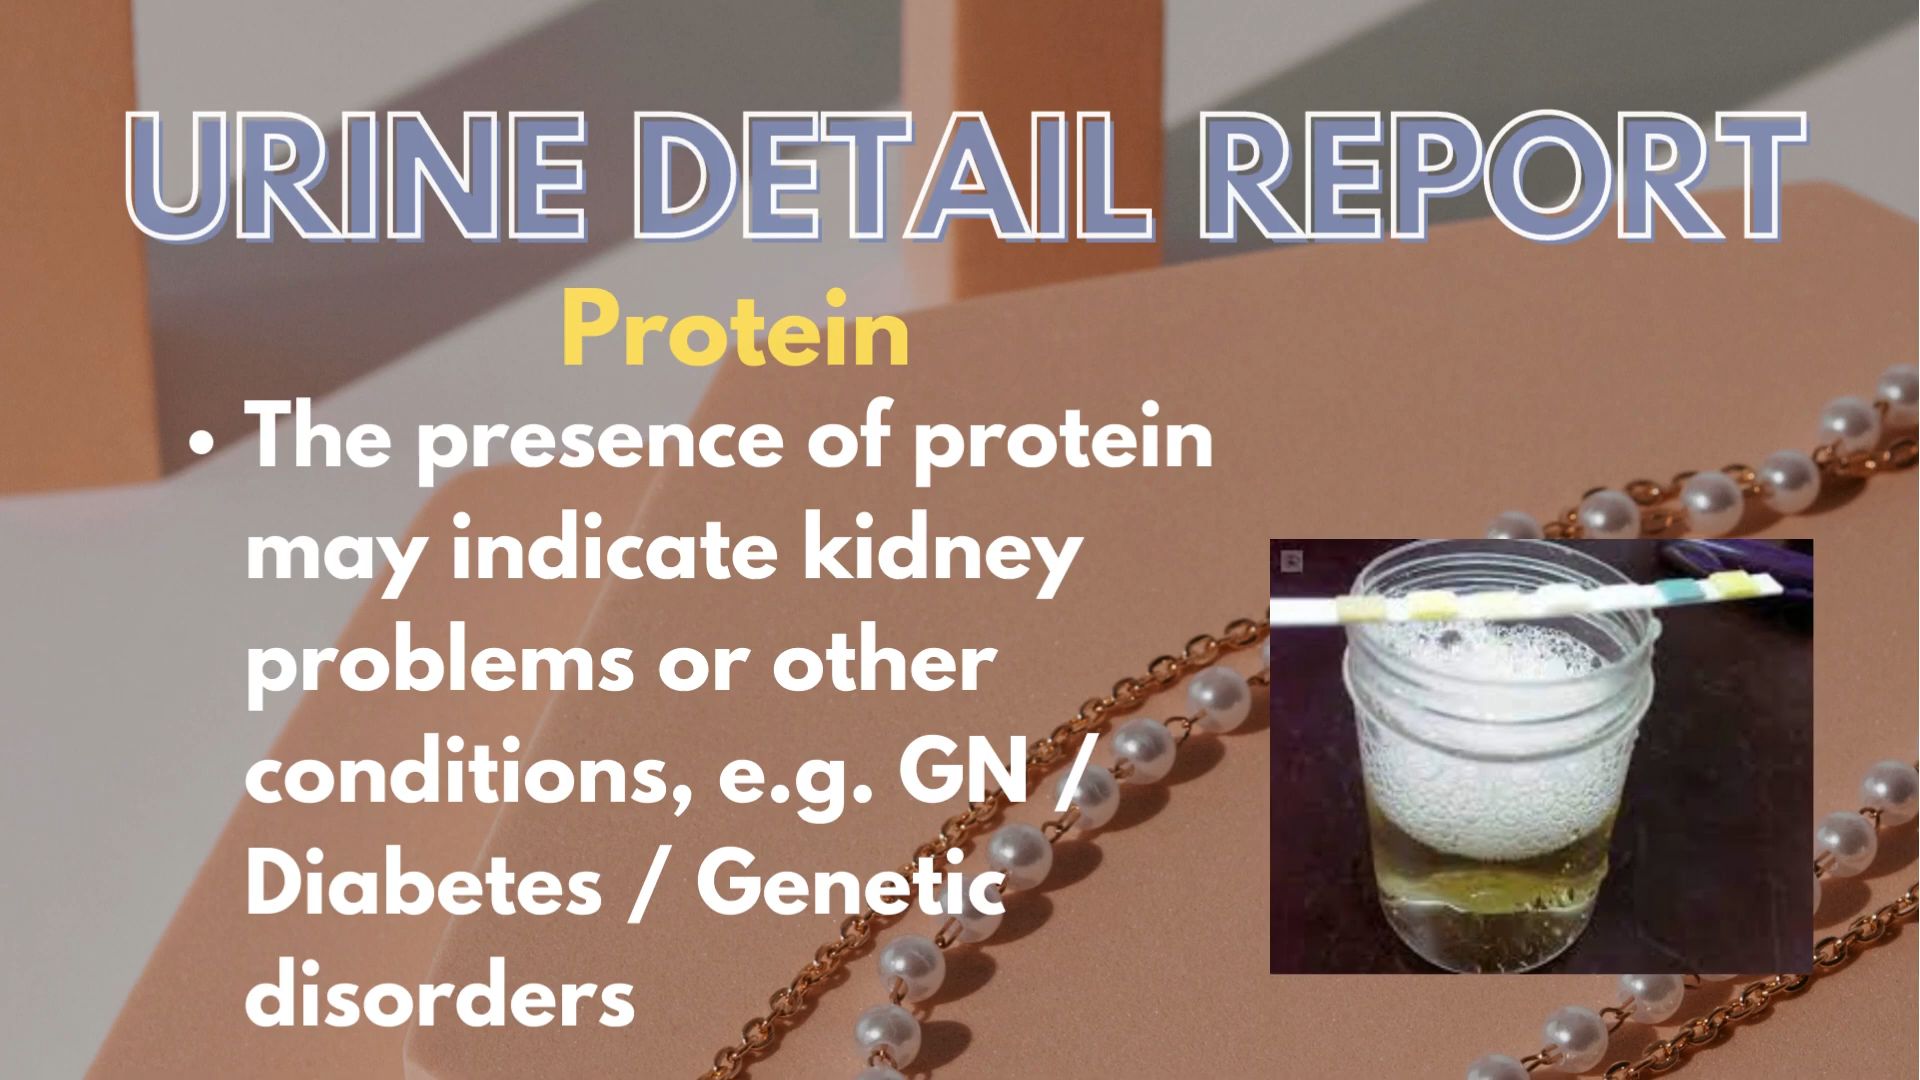 URINE DETAIL REPORT
Protein
• The presence of protein
may indicate kidney
problems or other
conditions, e.g. GN /
Diabetes / Genetic
disorders